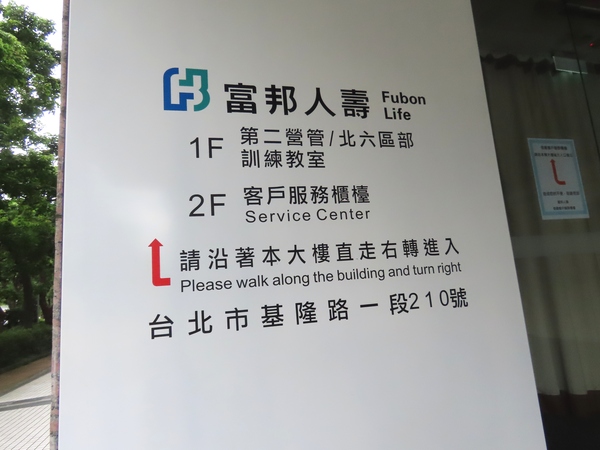 富邦人壽 Fubon Life
1F 第二營管/北六區部
訓練教室
2F 客戶服務櫃檯
Service Center
請沿著本大樓直走右轉進入
Please walk along the building and turn right
台北市基隆路一段210號